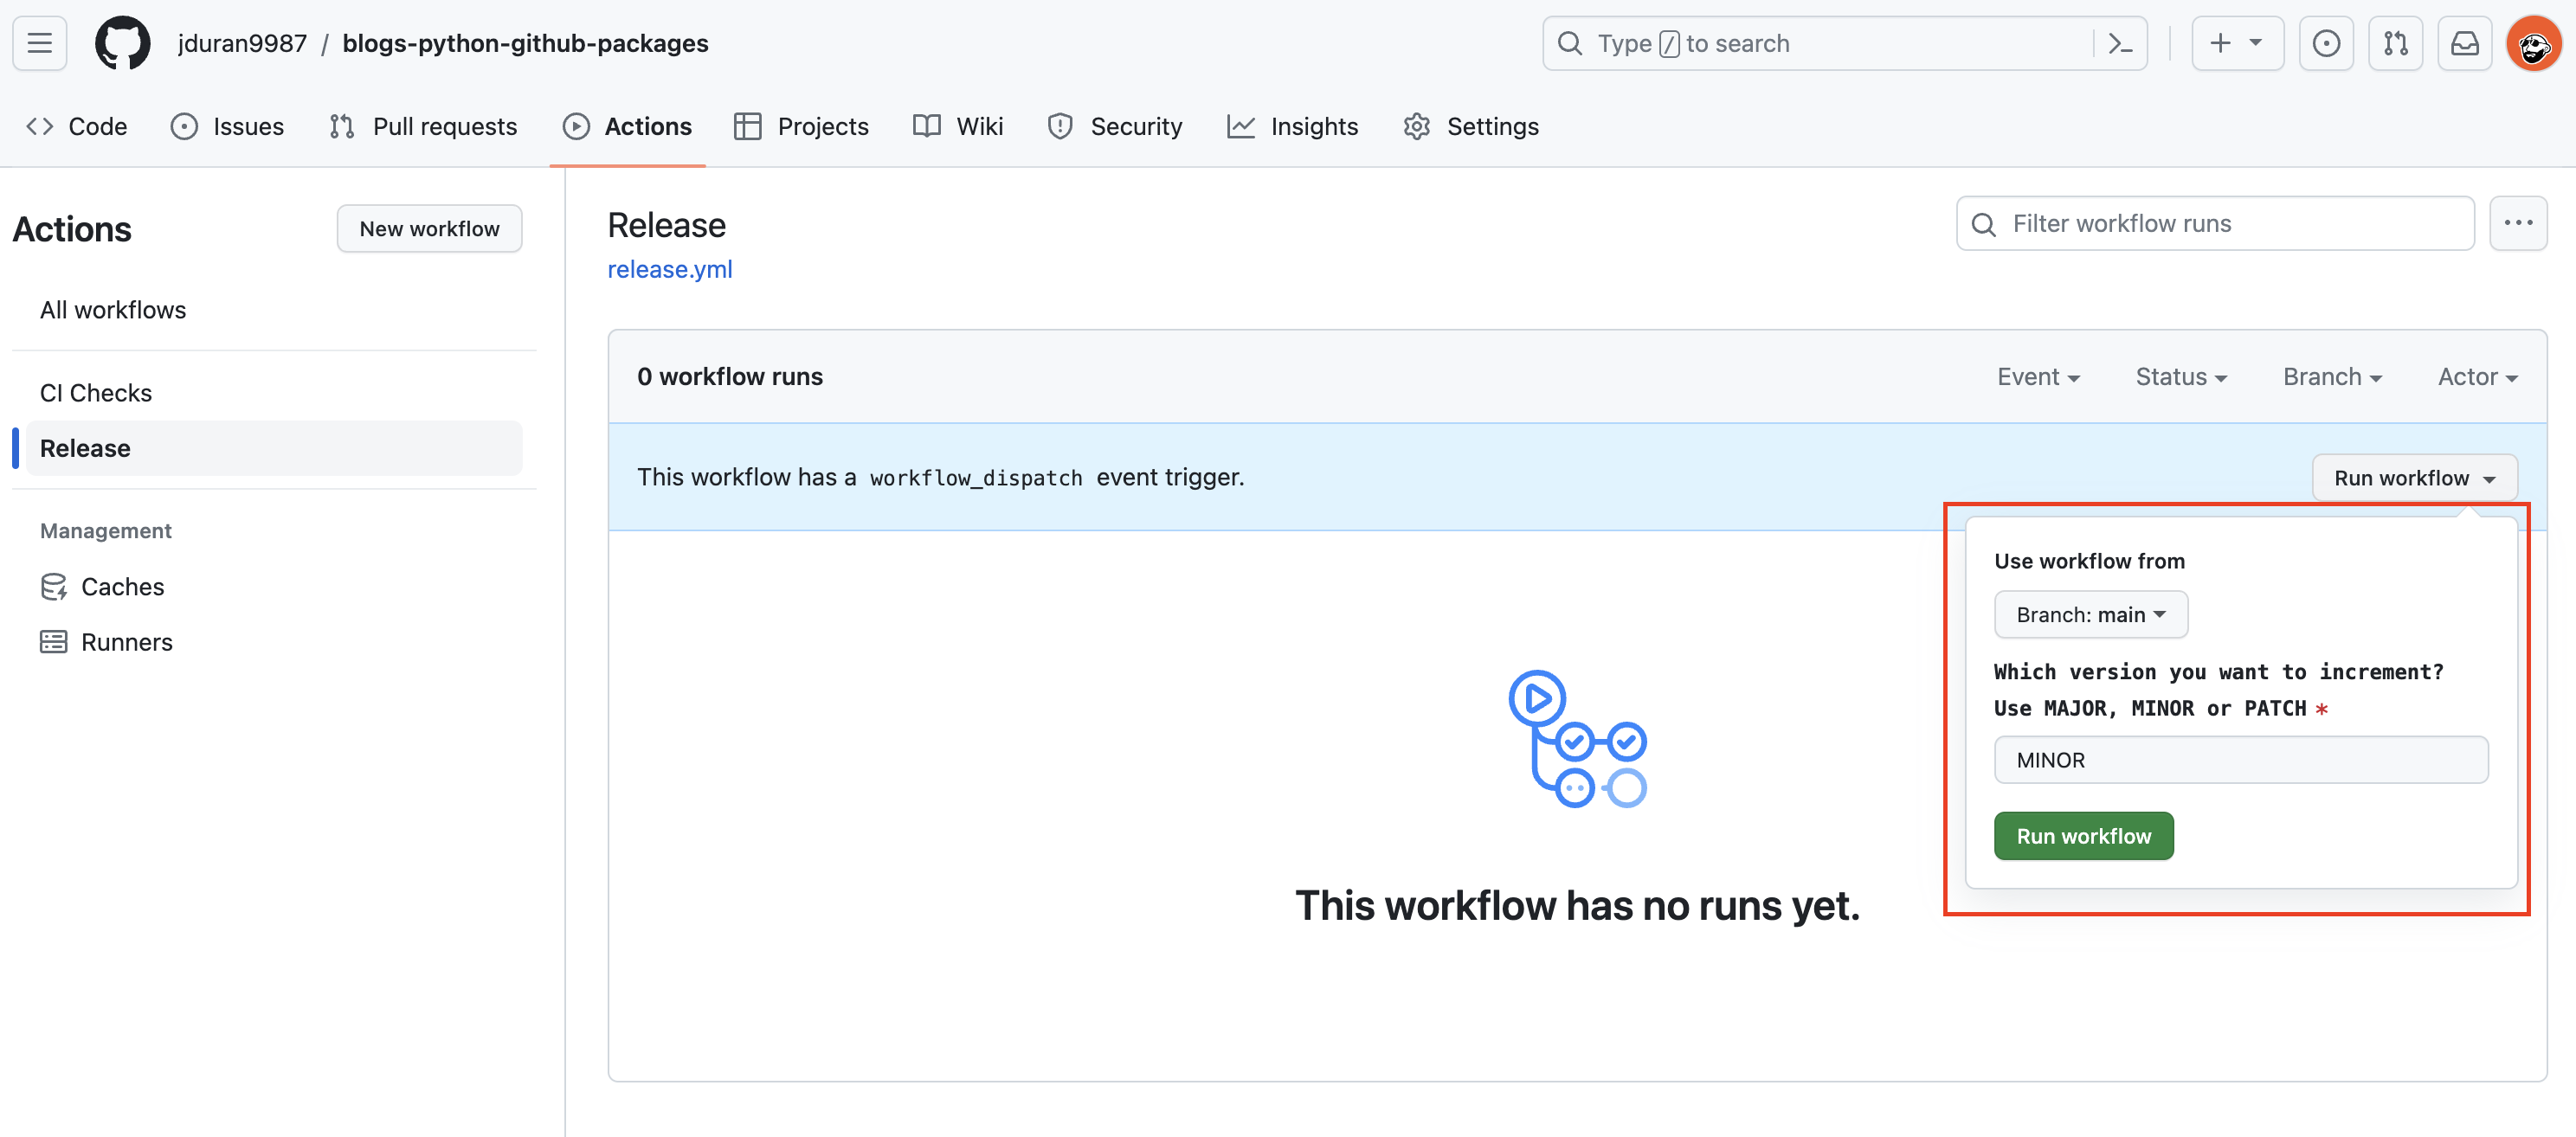 jduran9987 / blogs-python-github-packages
Type / to search
Code
Issues
Pull requests
Actions
Projects
Wiki
Security
Insights
Settings
Actions
New workflow
All workflows
CI Checks
Release
Management
Caches
Runners
Release
release.yml
Filter workflow runs
0 workflow runs
Event
Status
Branch
Actor
This workflow has a workflow_dispatch event trigger.
Run workflow
Use workflow from
Branch: main
Which version you want to increment?
Use MAJOR, MINOR or PATCH *
MINOR
Run workflow
This workflow has no runs yet.